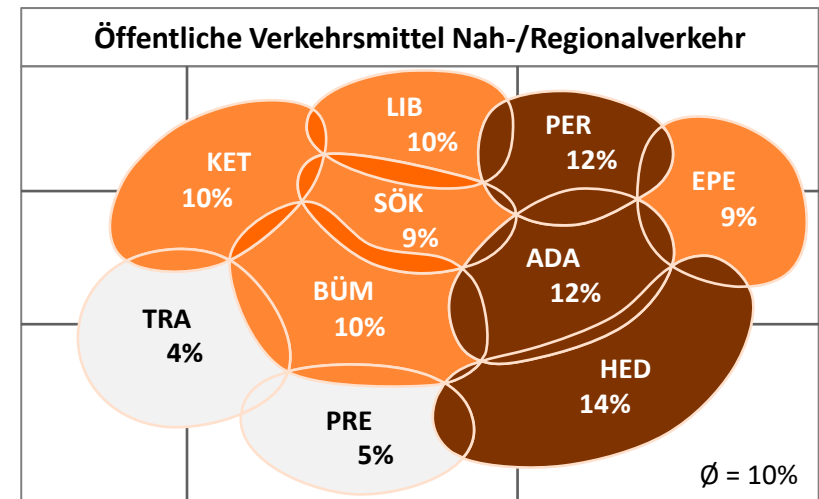 Öffentliche Verkehrsmittel Nah-/Regionalverkehr
LIB
10%
PER
12%
KET
10%
EPE
9%
SÖK
9%
ADA
12%
BÜM
10%
TRA
4%
HED
14%
PRE
5%
Ø = 10%